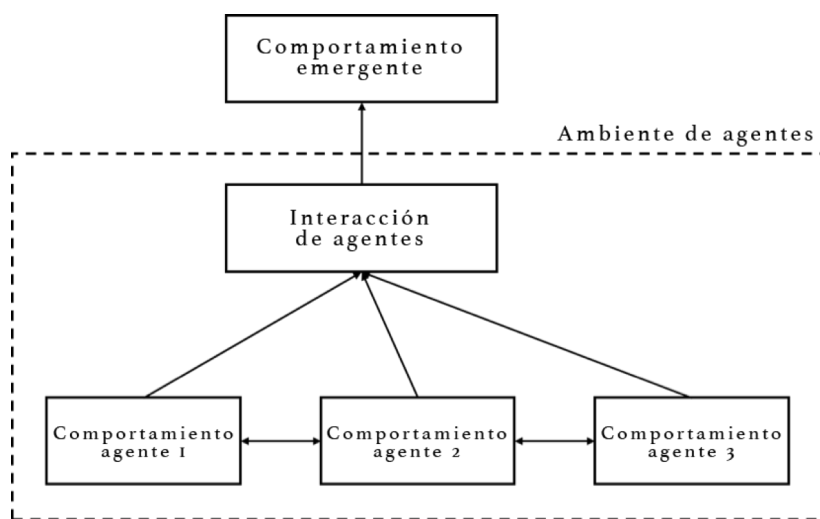 Comportamiento
emergente
Ambiente de agentes
Interacción
de agentes
Comportamiento
agente 1
Comportamiento
agente 2
Comportamiento
agente 3